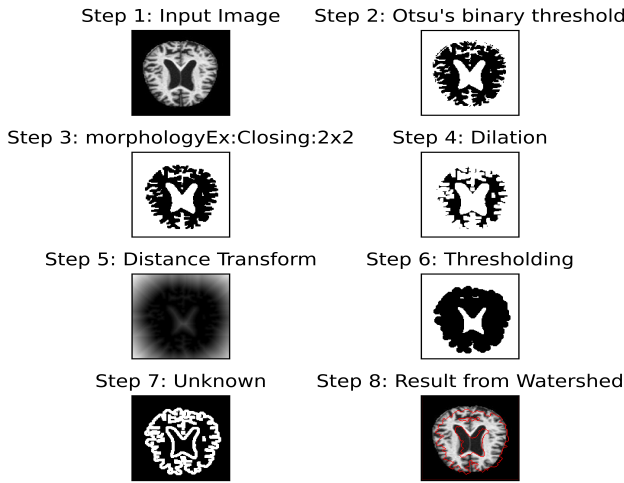 Step 1: Input Image
Step 2: Otsu's binary threshold
Step 3: morphologyEx:Closing:2x2
Step 4: Dilation
Step 5: Distance Transform
Step 6: Thresholding
Step 7: Unknown
Step 8: Result from Watershed